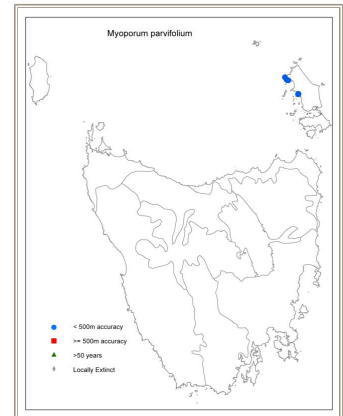 Myoporum parvifolium
< 500m accuracy
>= 500m accuracy
>50 years
Locally Extinct